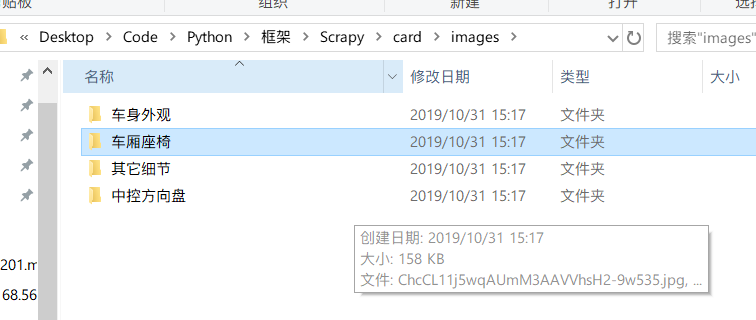 贴板 组织 新建 打开 选择
« Desktop › Code › Python › 框架 › Scrapy › card › images › 搜索"images"
名称 修改日期 类型 大小
车身外观 2019/10/31 15:17 文件夹
车厢座椅 2019/10/31 15:17 文件夹
其它细节 2019/10/31 15:17 文件夹
中控方向盘 2019/10/31 15:17 文件夹
创建日期: 2019/10/31 15:17
201.m
大小: 158 KB
文件: ChcCL11j5wqAUmM3AAVVhsH2-9w535.jpg, ...
68.56